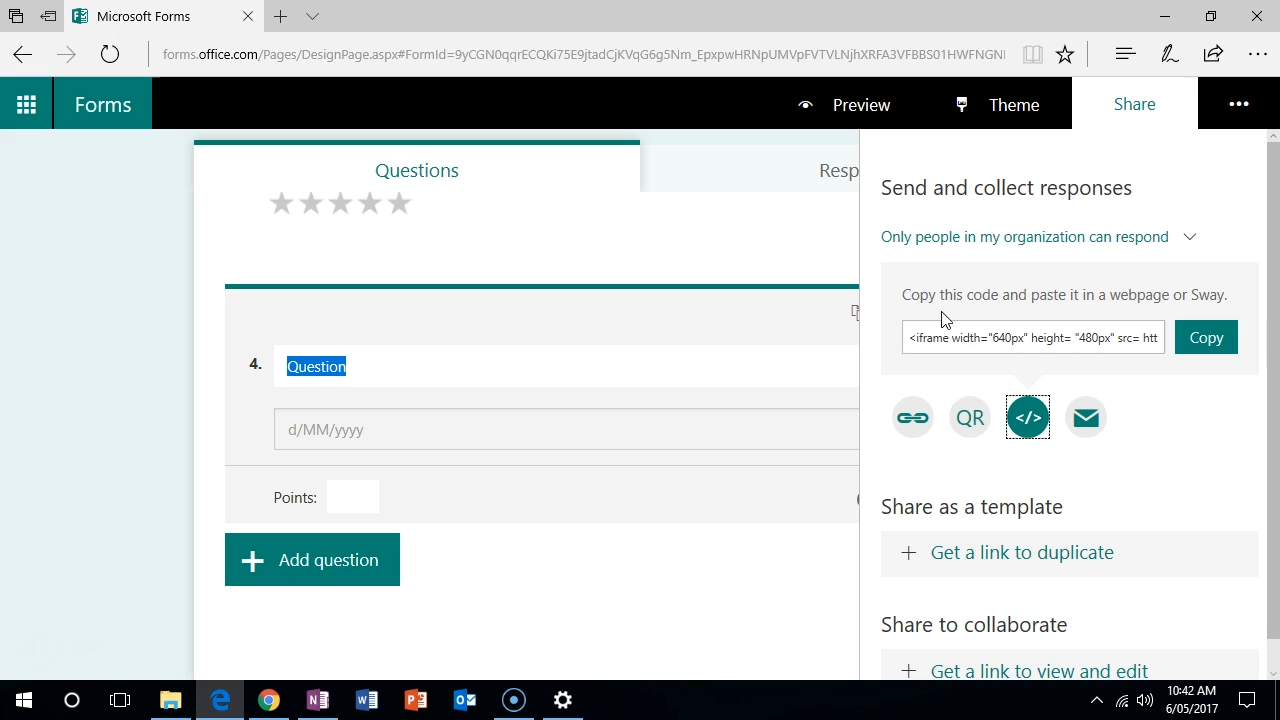 Microsoft Forms
forms.office.com/Pages/DesignPage.aspx#FormId=9yCGN0qqrECQKi75E9jtadCjKVqG6g5Nm_EpxpwHRNpUMVpFVTVLNjhXRFA3VFBBS01HWFNGNI
Forms
Preview
Theme
Share
Questions
Resp
Send and collect responses
Only people in my organization can respond
Copy this code and paste it in a webpage or Sway.
<iframe width="640px" height= "480px" src= htt
Copy
4.
Question
d/MM/yyyy
QR
</>
Points:
Share as a template
+ Get a link to duplicate
+ Add question
Share to collaborate
+ Get a link to view and edit
10:42 AM
6/05/2017